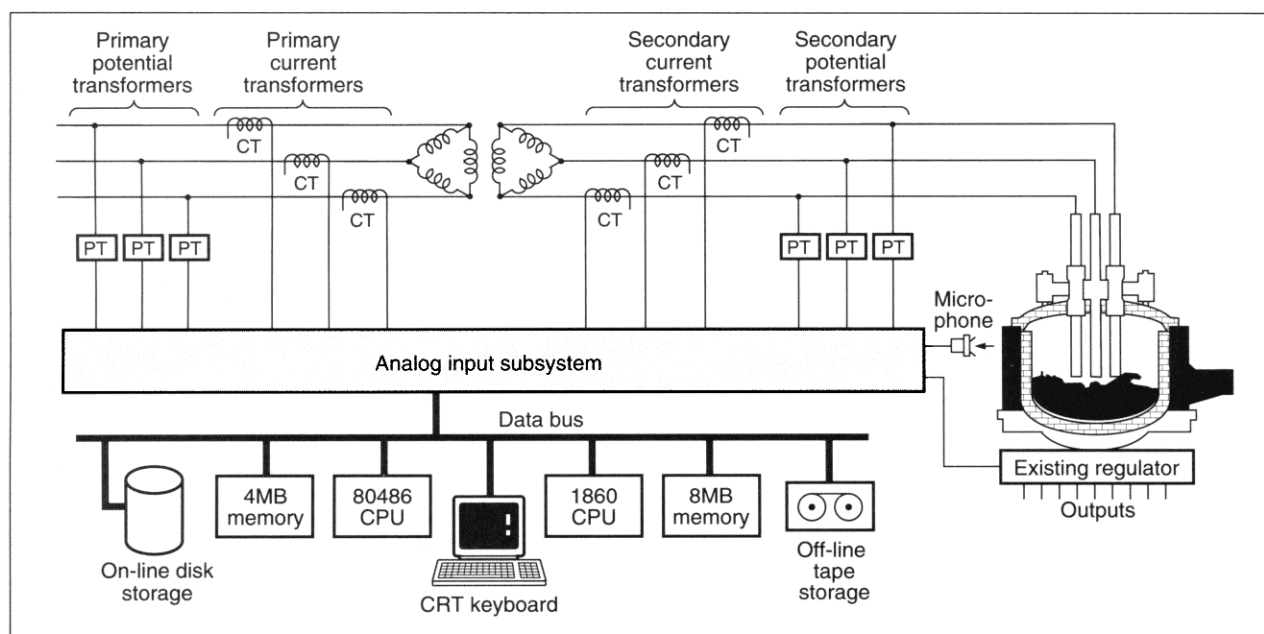 Primary
potential
transformers
Primary
current
transformers
Secondary
current
transformers
Secondary
potential
transformers
CT
CT
CT
CT
CT
CT
PT
PT
PT
PT
PT
PT
Micro-
phone
Analog input subsystem
Data bus
Existing regulator
Outputs
4MB
memory
80486
CPU
1860
CPU
8MB
memory
On-line disk
storage
CRT keyboard
Off-line
tape
storage